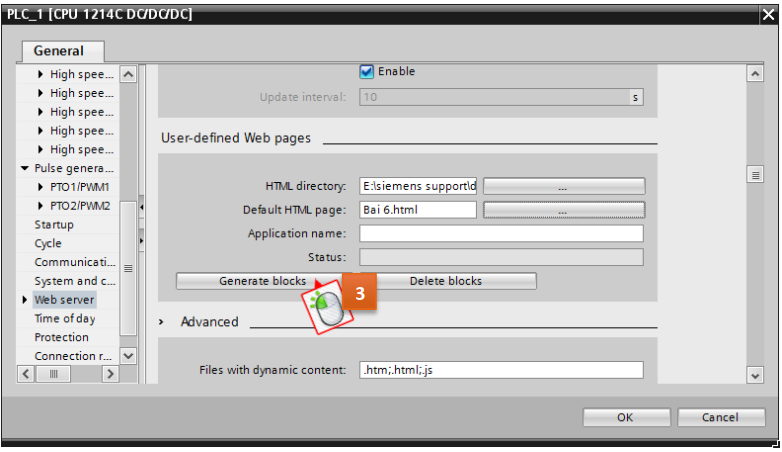 PLC_1 [CPU 1214C DC/DC/DC]
General
High spee...
High spee...
High spee...
High spee...
High spee...
Pulse genera...
PTO1/PWM1
PTO2/PWM2
Startup
Cycle
Communicati...
System and c...
Web server
Time of day
Protection
Connection r...
Enable
Update interval: 10 s
User-defined Web pages
HTML directory: E:\siemens support\d ...
Default HTML page: Bai 6.html ...
Application name:
Status:
Generate blocks Delete blocks
3
Advanced
Files with dynamic content: .htm;.html;.js
OK Cancel